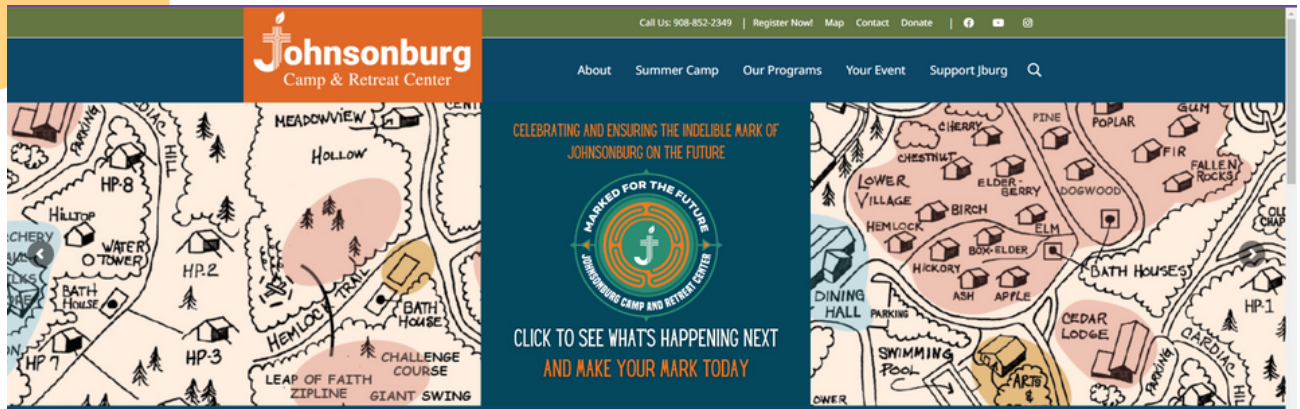 Call Us: 908-852-2349 | Register Now! Map Contact Donate |
Johnsonburg
Camp & Retreat Center
About Summer Camp Our Programs Your Event Support Jburg
PARKING
CARDIAC
HILL
HP-8
HILLTOP
WATER
TOWER
BATH
HOUSE
HP 7
HP-2
HP-3
MEADOWVIEW
HOLLOW
HEMLOCK TRAIL
BATH
HOUSE
CHALLENGE
COURSE
LEAP OF FAITH
ZIPLINE GIANT SWING
CELEBRATING AND ENSURING THE INDELIBLE MARK OF
JOHNSONBURG ON THE FUTURE
MARKED FOR THE FUTURE
JOHNSONBURG CAMP AND RETREAT CENTER
CLICK TO SEE WHAT'S HAPPENING NEXT
AND MAKE YOUR MARK TODAY
CHERRY
PINE
POPLAR
GUM
CHESTNUT
FIR
FALLEN
ROCKS
LOWER
VILLAGE
ELDER-
BERRY
DOGWOOD
BIRCH
HEMLOCK
ELM
BOX-ELDER
HICKORY
ASH APPLE
BATH HOUSES
DINING
HALL
PARKING
CEDAR
LODGE
SWIMMING
POOL
ARTS
&
PARKING
CARDIAC
HP-1